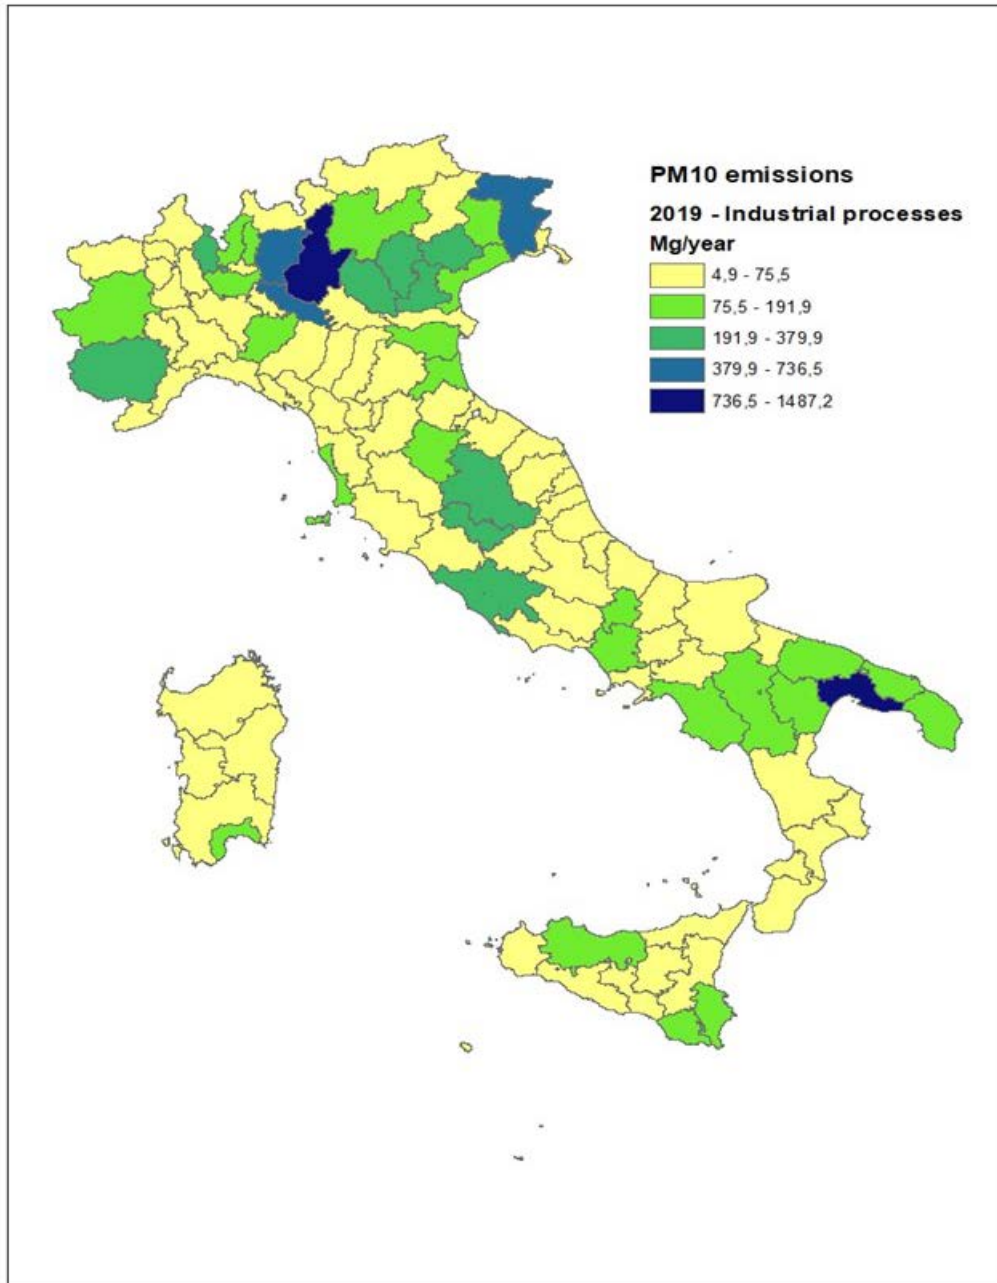 PM10 emissions
2019 - Industrial processes
Mg/year
4,9 - 75,5
75,5 - 191,9
191,9 - 379,9
379,9 - 736,5
736,5 - 1487,2